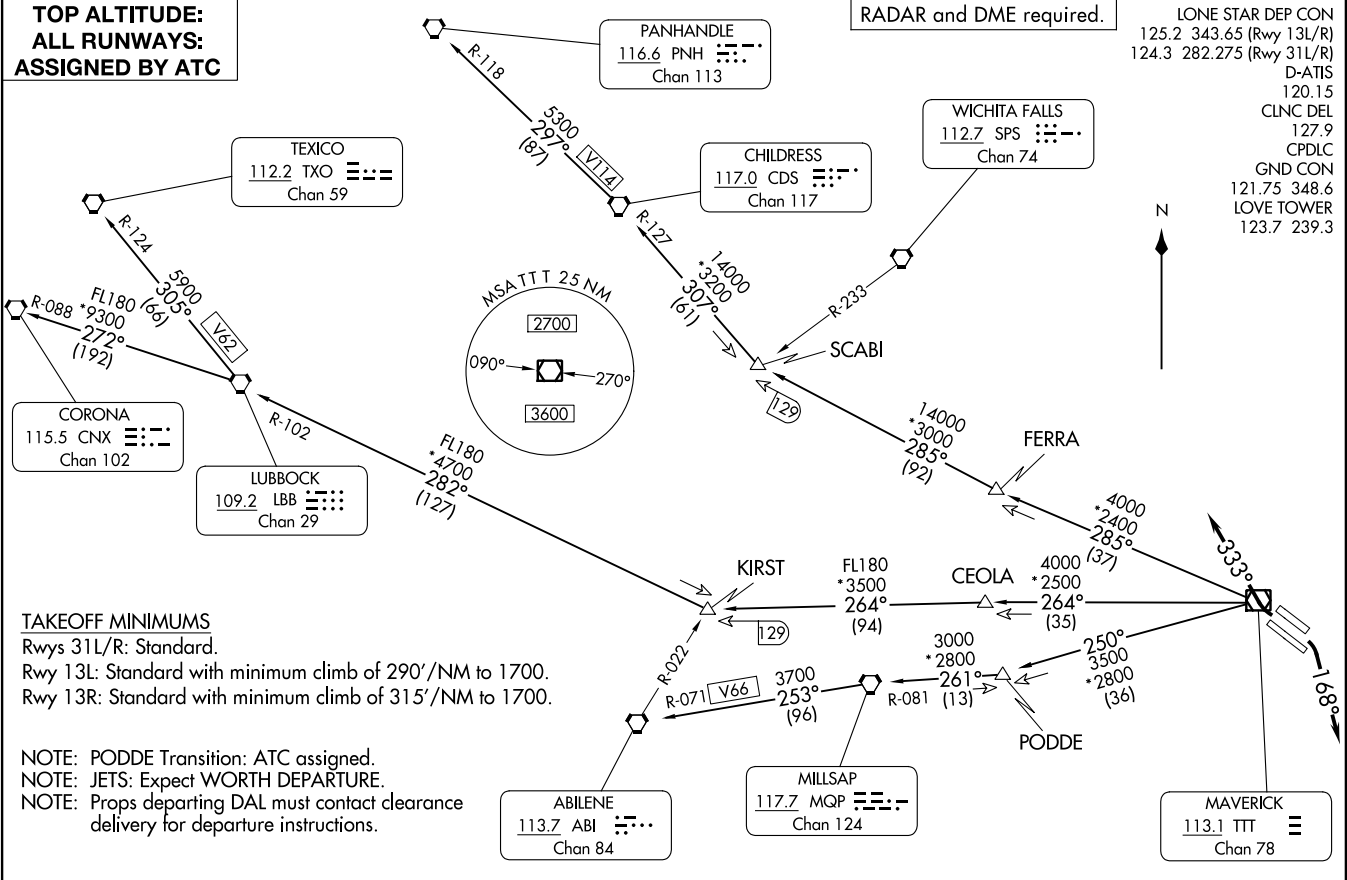 TOP ALTITUDE:
ALL RUNWAYS:
ASSIGNED BY ATC
RADAR and DME required.
LONE STAR DEP CON
125.2 343.65 (Rwy 13L/R)
124.3 282.275 (Rwy 31L/R)
D-ATIS
120.15
CLNC DEL
127.9
CPDLC
GND CON
121.75 348.6
LOVE TOWER
123.7 239.3
PANHANDLE
116.6 PNH
Chan 113
R-118
5300
297°
(87)
V114
WICHITA FALLS
112.7 SPS
Chan 74
TEXICO
112.2 TXO
Chan 59
CHILDRESS
117.0 CDS
Chan 117
N
R-124
5900
305°
(66)
V62
R-127
14000
*3200
307°
(61)
R-233
SCABI
129
MSA TTT 25 NM
2700
090°
270°
3600
R-088
FL180
*9300
272°
(192)
CORONA
115.5 CNX
Chan 102
LUBBOCK
109.2 LBB
Chan 29
R-102
FL180
*4700
282°
(127)
14000
*3000
285°
(92)
FERRA
4000
*2400
285°
(37)
333°
KIRST
FL180
*3500
264°
(94)
CEOLA
4000
*2500
264°
(35)
129
R-022
250°
3500
*2800
(36)
3000
*2800
261°
(13)
R-081
R-071 V66
3700
253°
(96)
PODDE
168°
TAKEOFF MINIMUMS
Rwys 31L/R: Standard.
Rwy 13L: Standard with minimum climb of 290'/NM to 1700.
Rwy 13R: Standard with minimum climb of 315'/NM to 1700.
NOTE: PODDE Transition: ATC assigned.
NOTE: JETS: Expect WORTH DEPARTURE.
NOTE: Props departing DAL must contact clearance
delivery for departure instructions.
ABILENE
113.7 ABI
Chan 84
MILLSAP
117.7 MQP
Chan 124
MAVERICK
113.1 TTT
Chan 78